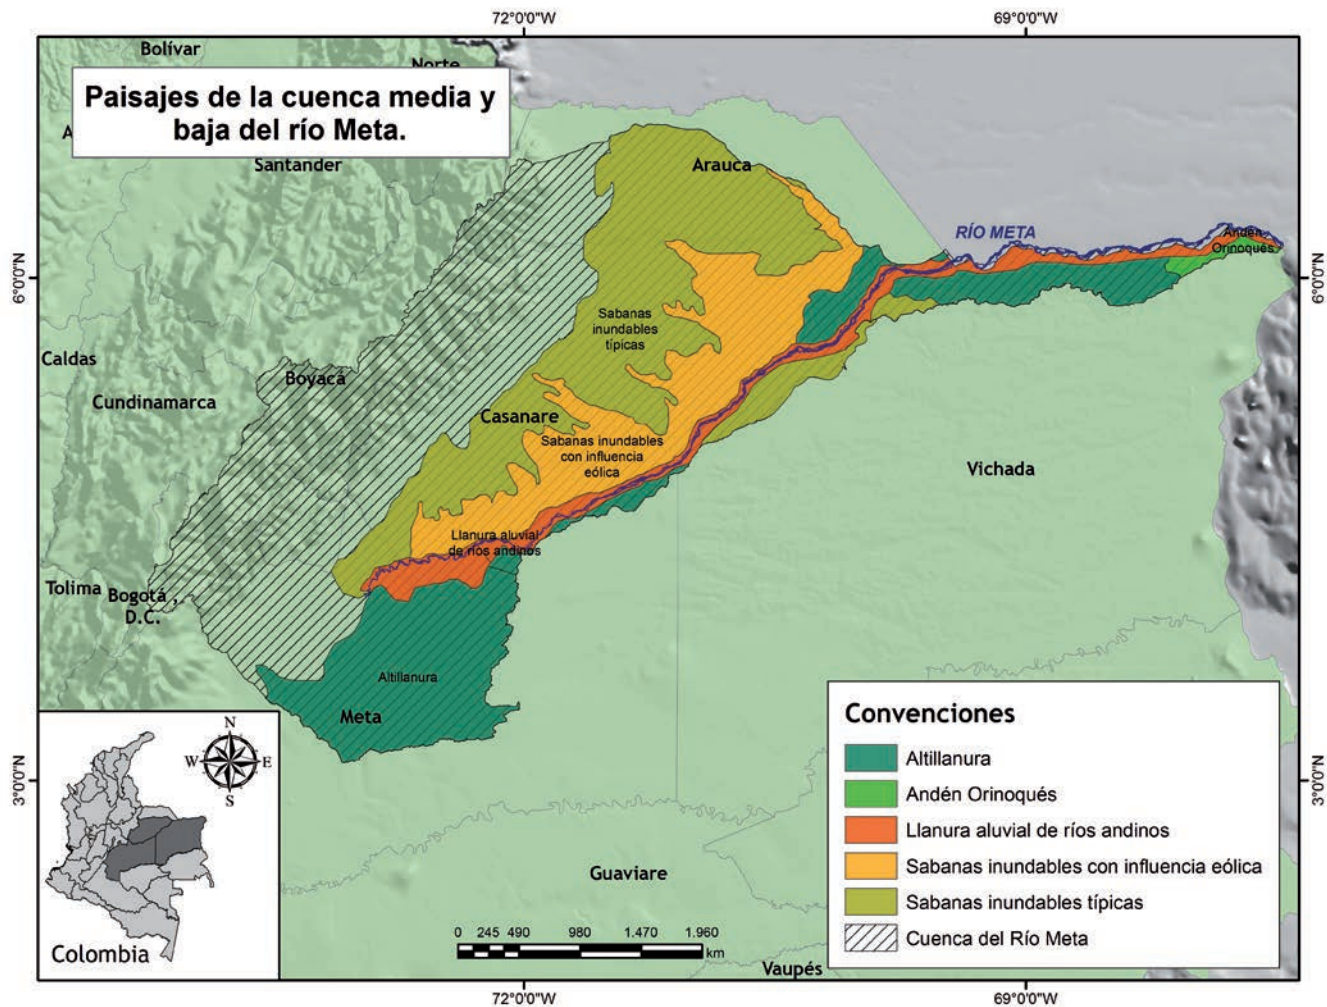 72°0'0"W
69°0'0"W
Bolívar
Norte
Paisajes de la cuenca media y
baja del río Meta.
A
Santander
Arauca
RÍO META
Andén
Orinoqués
6°0'0"N
6°0'0"N
Sabanas
inundables
típicas
Caldas
Boyacá
Cundinamarca
Casanare
Sabanas inundables
con influencia
eólica
Vichada
Llanura aluvial
de ríos andinos
Tolima
Bogotá ,
D.C.
Altillanura
Meta
N
W
E
S
Colombia
3°0'0"N
3°0'0"N
Convenciones
Altillanura
Andén Orinoqués
Llanura aluvial de ríos andinos
Sabanas inundables con influencia eólica
Sabanas inundables típicas
Cuenca del Río Meta
Guaviare
0 245 490 980 1.470 1.960
km
Vaupés
72°0'0"W
69°0'0"W